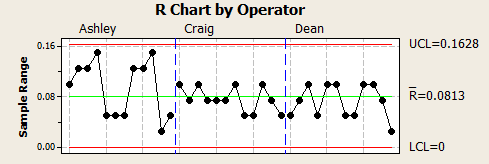 R Chart by Operator
Ashley Craig Dean
Sample Range
0.16
0.08
0.00
UCL=0.1628
R̅=0.0813
LCL=0